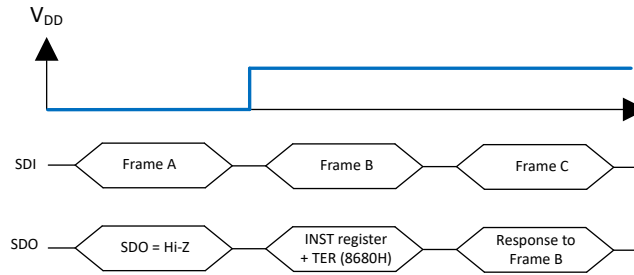 VDD
SDI
Frame A
Frame B
Frame C
SDO
SDO = Hi-Z
INST register
+ TER (8680H)
Response to
Frame B